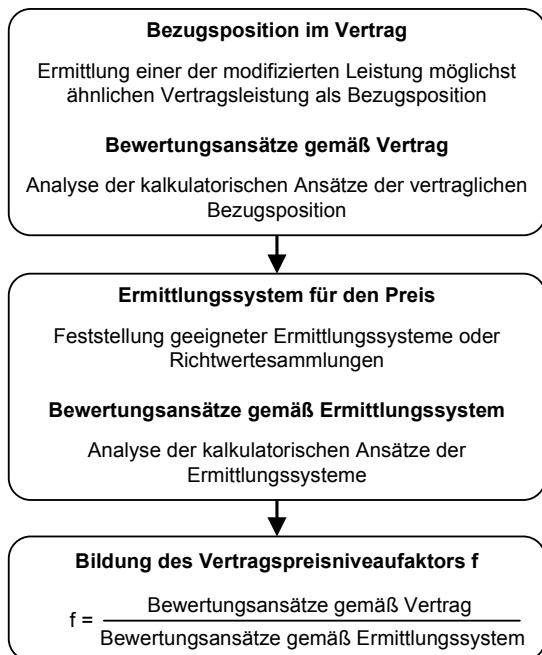 Bezugsposition im Vertrag
Ermittlung einer der modifizierten Leistung möglichst
ähnlichen Vertragsleistung als Bezugsposition
Bewertungsansätze gemäß Vertrag
Analyse der kalkulatorischen Ansätze der vertraglichen
Bezugsposition
Ermittlungssystem für den Preis
Feststellung geeigneter Ermittlungssysteme oder
Richtwertesammlungen
Bewertungsansätze gemäß Ermittlungssystem
Analyse der kalkulatorischen Ansätze der
Ermittlungssysteme
Bildung des Vertragspreisniveaufaktors f
Bewertungsansätze gemäß Vertrag
f =
Bewertungsansätze gemäß Ermittlungssystem